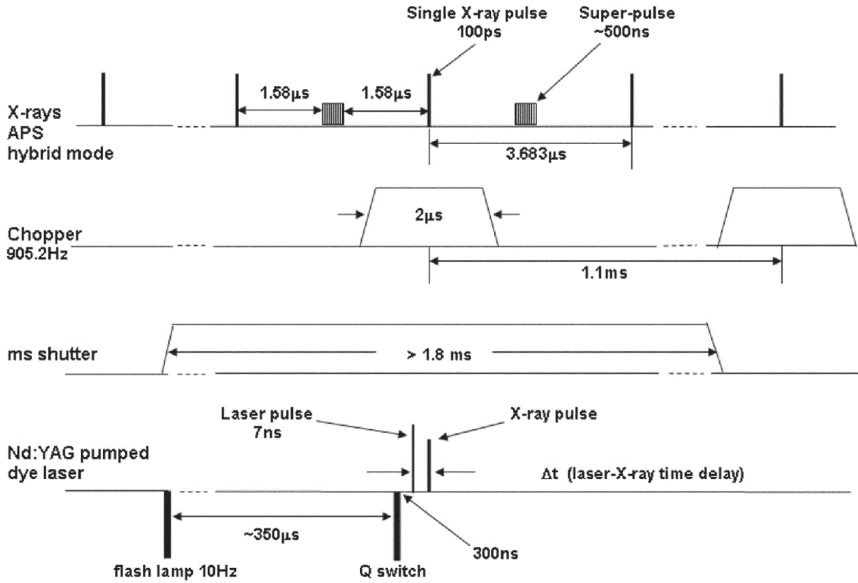 Single X-ray pulse
100ps
Super-pulse
~500ns
1.58µs
1.58µs
X-rays
APS
hybrid mode
3.683µs
2µs
Chopper
905.2Hz
1.1ms
ms shutter
> 1.8 ms
Laser pulse
7ns
X-ray pulse
Nd:YAG pumped
dye laser
Δt (laser-X-ray time delay)
~350µs
300ns
flash lamp 10Hz
Q switch